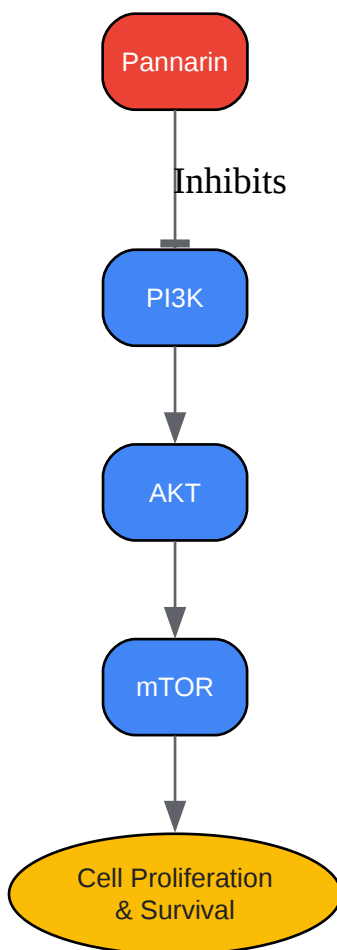 Pannarin
Inhibits
PI3K
AKT
mTOR
Cell Proliferation
& Survival